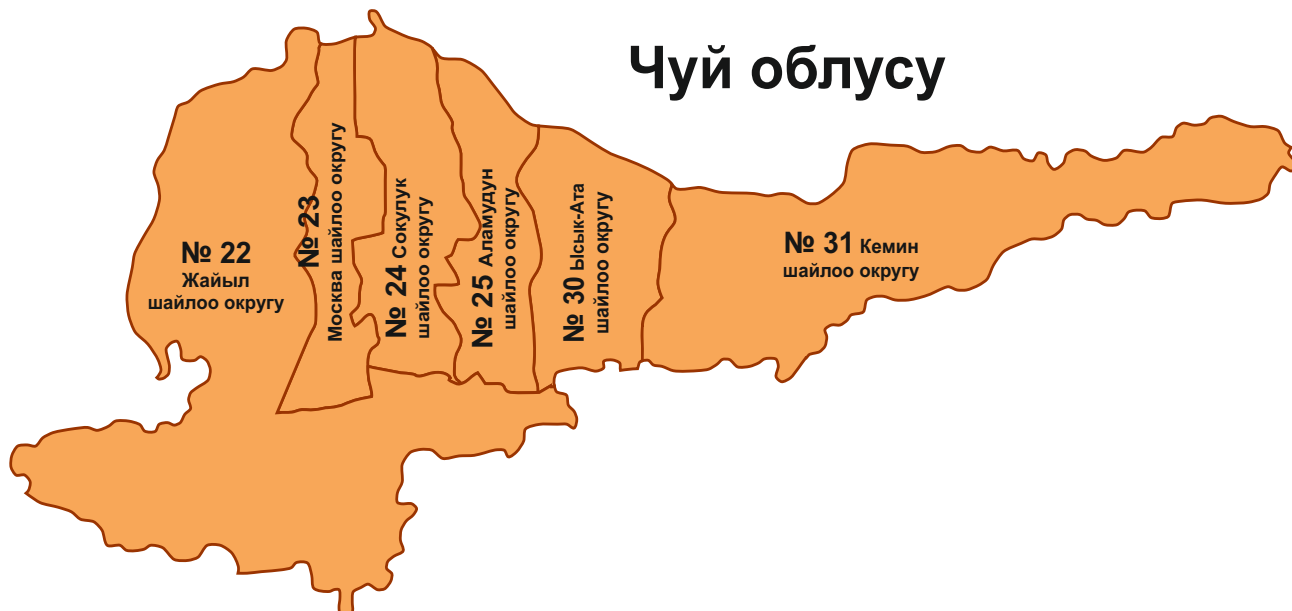 Чуй облусу
№ 22
Жайыл
шайлоо округу
№ 23
Москва шайлоо округу
№ 24 Сокулук
шайлоо округу
№ 25 Аламудун
шайлоо округу
№ 30 Ысык-Ата
шайлоо округу
№ 31 Кемин
шайлоо округу